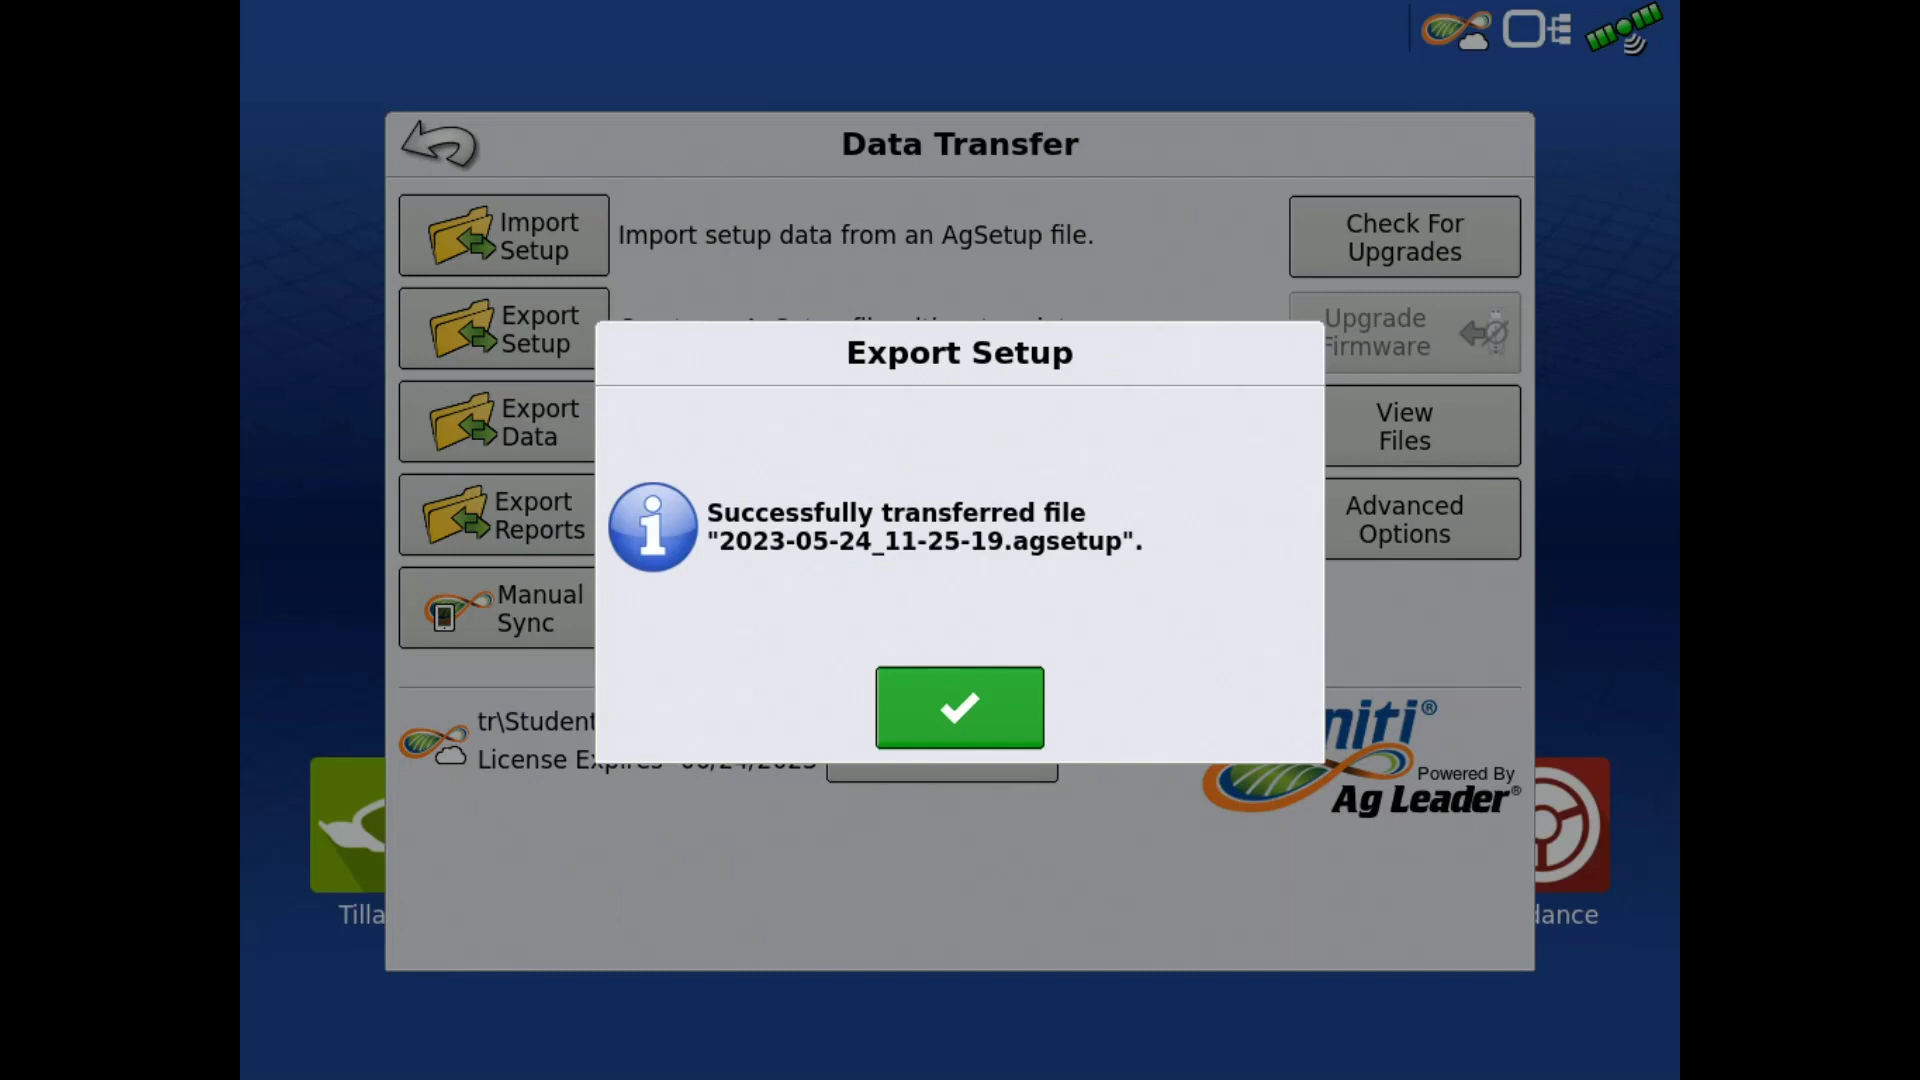 Data Transfer
Import
Setup
Import setup data from an AgSetup file.
Check For
Upgrades
Export
Setup
Upgrade
Firmware
Export Setup
Export
Data
View
Files
Export
Reports
Successfully transferred file
"2023-05-24_11-25-19.agsetup".
Advanced
Options
Manual
Sync
tr\Student
License Expires
Powered By
Ag Leader®